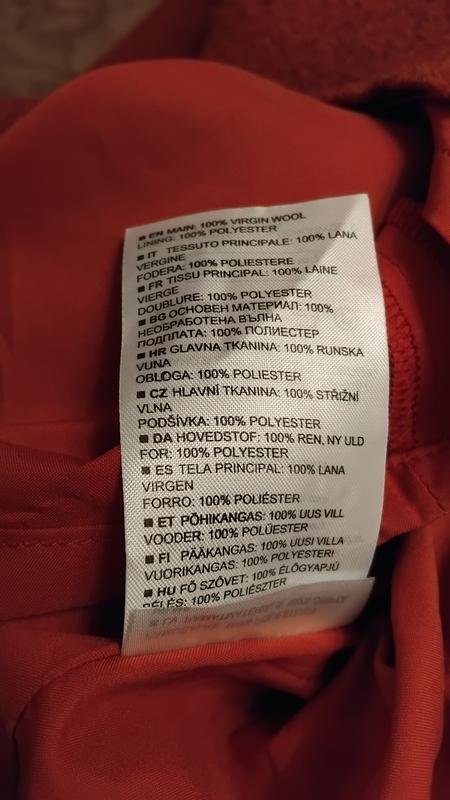 ■ EN MAIN: 100% VIRGIN WOOL
LINING: 100% POLYESTER
■ IT TESSUTO PRINCIPALE: 100% LANA
VERGINE
FODERA: 100% POLIESTERE
■ FR TISSU PRINCIPAL: 100% LAINE
VIERGE
DOUBLURE: 100% POLYESTER
■ BG ОСНОВЕН МАТЕРИАЛ: 100%
НЕОБРАБОТЕНА ВЪЛНА
ПОДПЛАТА: 100% ПОЛИЕСТЕР
■ HR GLAVNA TKANINA: 100% RUNSKA
VUNA
OBLOGA: 100% POLIESTER
■ CZ HLAVNÍ TKANINA: 100% STŘIŽNÍ
VLNA
PODŠÍVKA: 100% POLYESTER
■ DA HOVEDSTOF: 100% REN, NY ULD
FOR: 100% POLYESTER
■ ES TELA PRINCIPAL: 100% LANA
VIRGEN
FORRO: 100% POLIÉSTER
■ ET PÕHIKANGAS: 100% UUS VILL
VOODER: 100% POLÜESTER
■ FI PÄÄKANGAS: 100% UUSI VILLA
VUORIKANGAS: 100% POLYESTERI
■ HU FŐ SZÖVET: 100% ÉLŐGYAPJÚ
BÉLÉS: 100% POLIÉSZTER